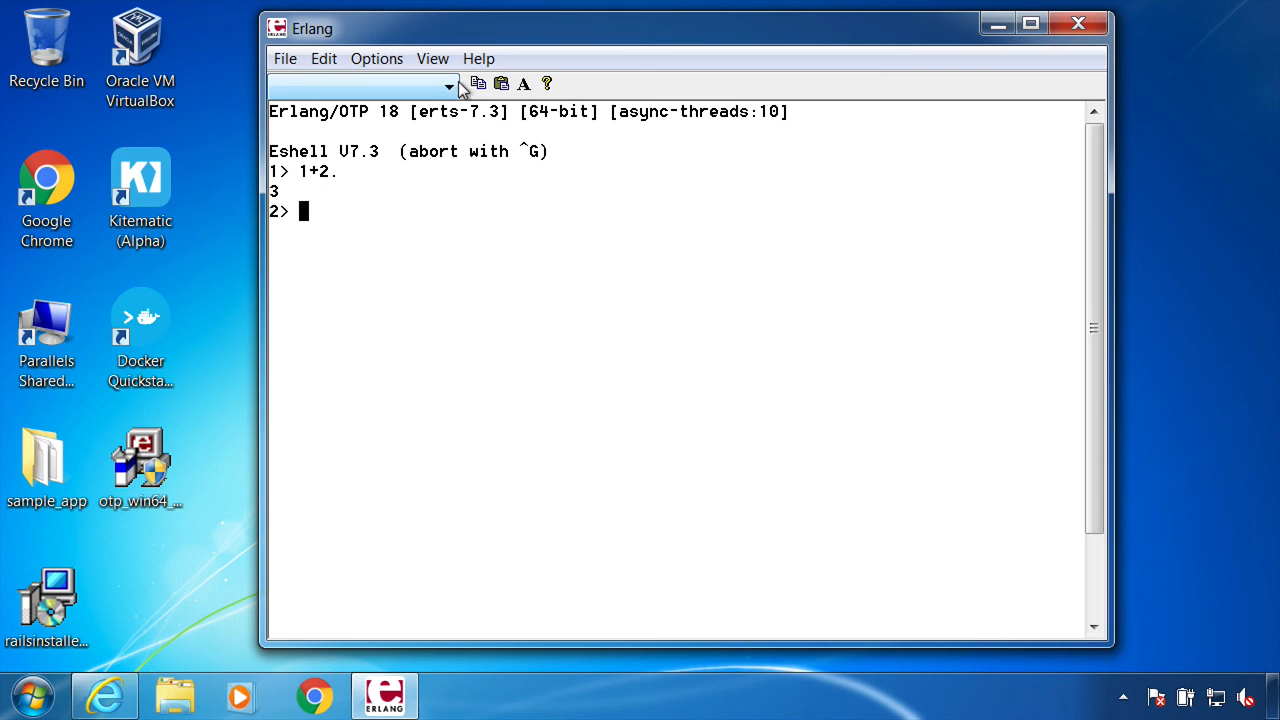 Erlang
File Edit Options View Help
Erlang/OTP 18 [erts-7.3] [64-bit] [async-threads:10]
Eshell V7.3  (abort with ^G)
1> 1+2.
3
2>
Recycle Bin
Oracle VM
VirtualBox
Google
Chrome
Kitematic
(Alpha)
Parallels
Shared...
Docker
Quicksta...
sample_app
otp_win64_...
railsinstalle...
ERLANG